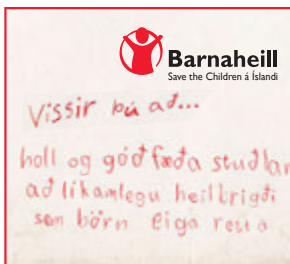 Barnaheill
Save the Children á Íslandi
Vissir þú að...
holl og góð fæða stuðlar
að líkamlegu heilbrigði
sem börn eiga